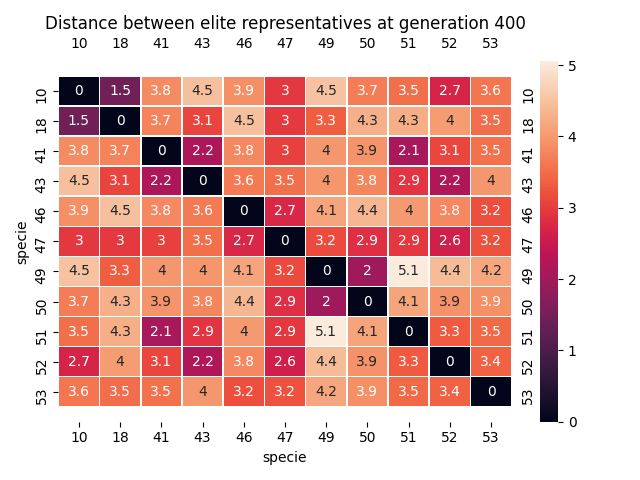 Distance between elite representatives at generation 400
10 18 41 43 46 47 49 50 51 52 53
10 0 1.5 3.8 4.5 3.9 3 4.5 3.7 3.5 2.7 3.6 10
18 1.5 0 3.7 3.1 4.5 3 3.3 4.3 4.3 4 3.5 18
41 3.8 3.7 0 2.2 3.8 3 4 3.9 2.1 3.1 3.5 41
43 4.5 3.1 2.2 0 3.6 3.5 4 3.8 2.9 2.2 4 43
46 3.9 4.5 3.8 3.6 0 2.7 4.1 4.4 4 3.8 3.2 46
47 3 3 3 3.5 2.7 0 3.2 2.9 2.9 2.6 3.2 47
49 4.5 3.3 4 4 4.1 3.2 0 2 5.1 4.4 4.2 49
50 3.7 4.3 3.9 3.8 4.4 2.9 2 0 4.1 3.9 3.9 50
51 3.5 4.3 2.1 2.9 4 2.9 5.1 4.1 0 3.3 3.5 51
52 2.7 4 3.1 2.2 3.8 2.6 4.4 3.9 3.3 0 3.4 52
53 3.6 3.5 3.5 4 3.2 3.2 4.2 3.9 3.5 3.4 0 53
10 18 41 43 46 47 49 50 51 52 53
specie
specie
5
4
3
2
1
0